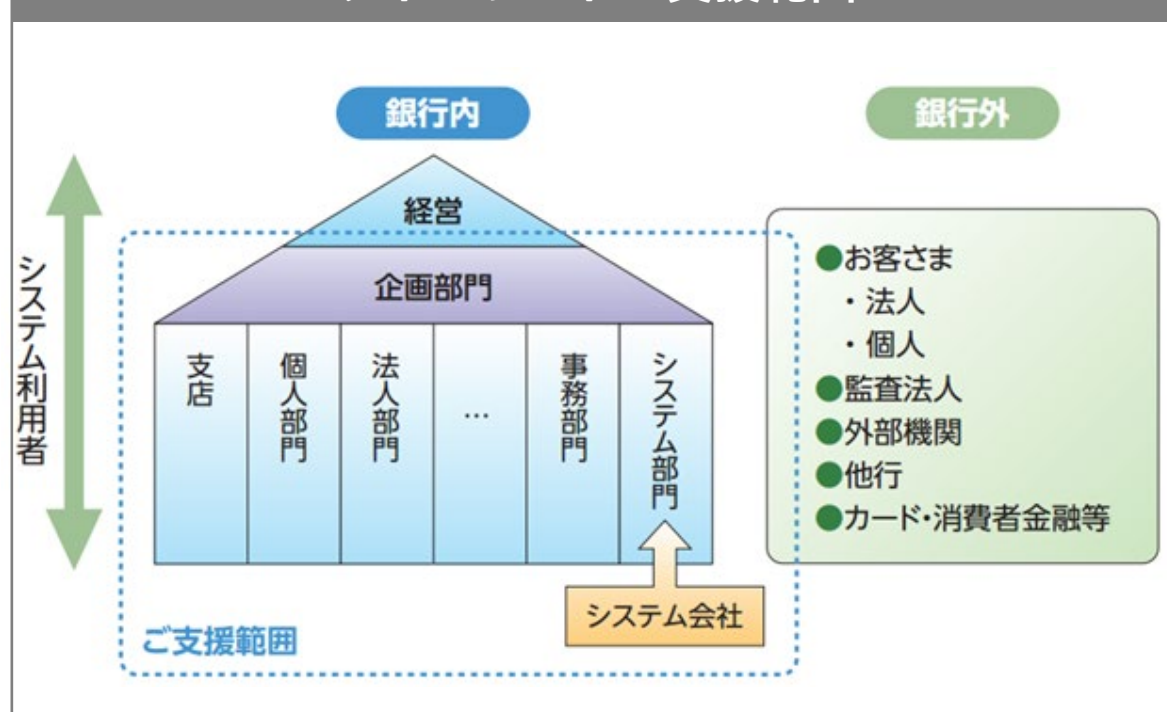 銀行内
銀行外
経営
企画部門
支店
個人部門
法人部門
…
事務部門
システム部門
システム会社
ご支援範囲
システム利用者
●お客さま
・法人
・個人
●監査法人
●外部機関
●他行
●カード・消費者金融等